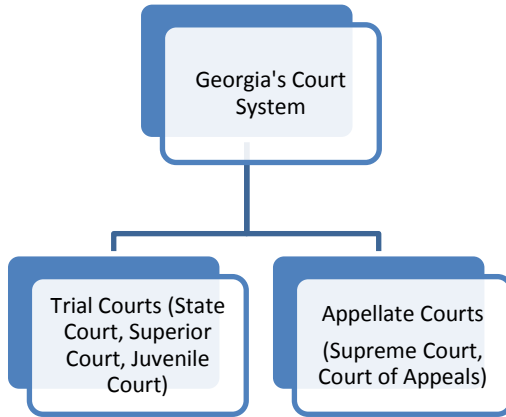 Georgia's Court
System
Trial Courts (State
Court, Superior
Court, Juvenile
Court)
Appellate Courts
(Supreme Court,
Court of Appeals)